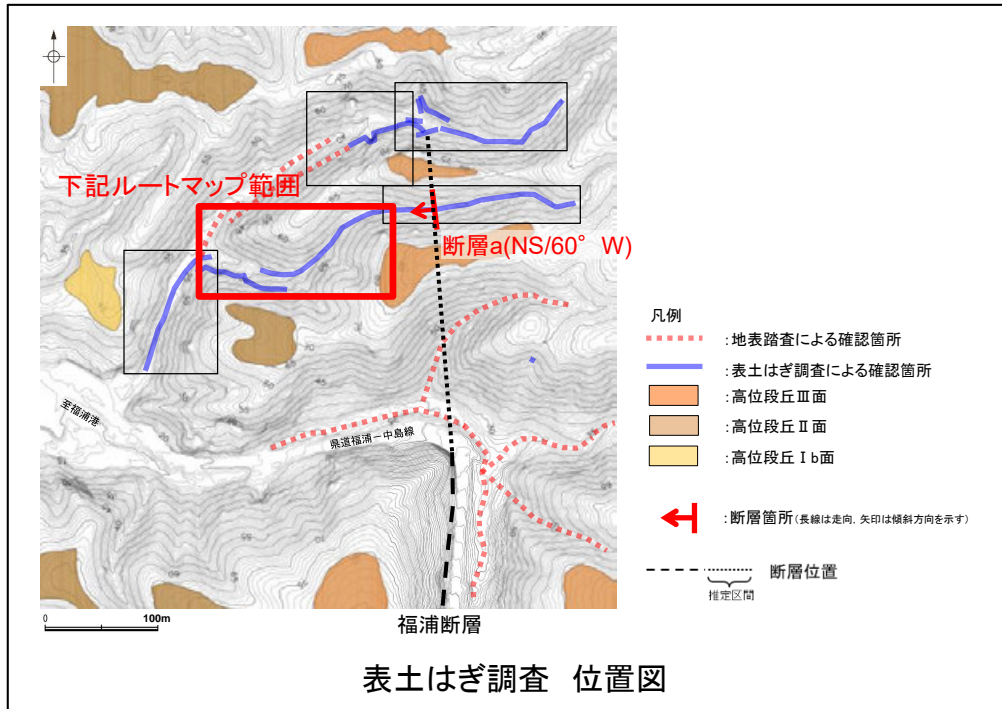 下記ルートマップ範囲
断層a(NS/60°W)
至福浦港
県道福浦ー中島線
0 100m
福浦断層
凡例
:地表踏査による確認箇所
:表土はぎ調査による確認箇所
:高位段丘Ⅲ面
:高位段丘Ⅱ面
:高位段丘Ⅰb面
:断層箇所(長線は走向,矢印は傾斜方向を示す)
断層位置
推定区間
表土はぎ調査 位置図